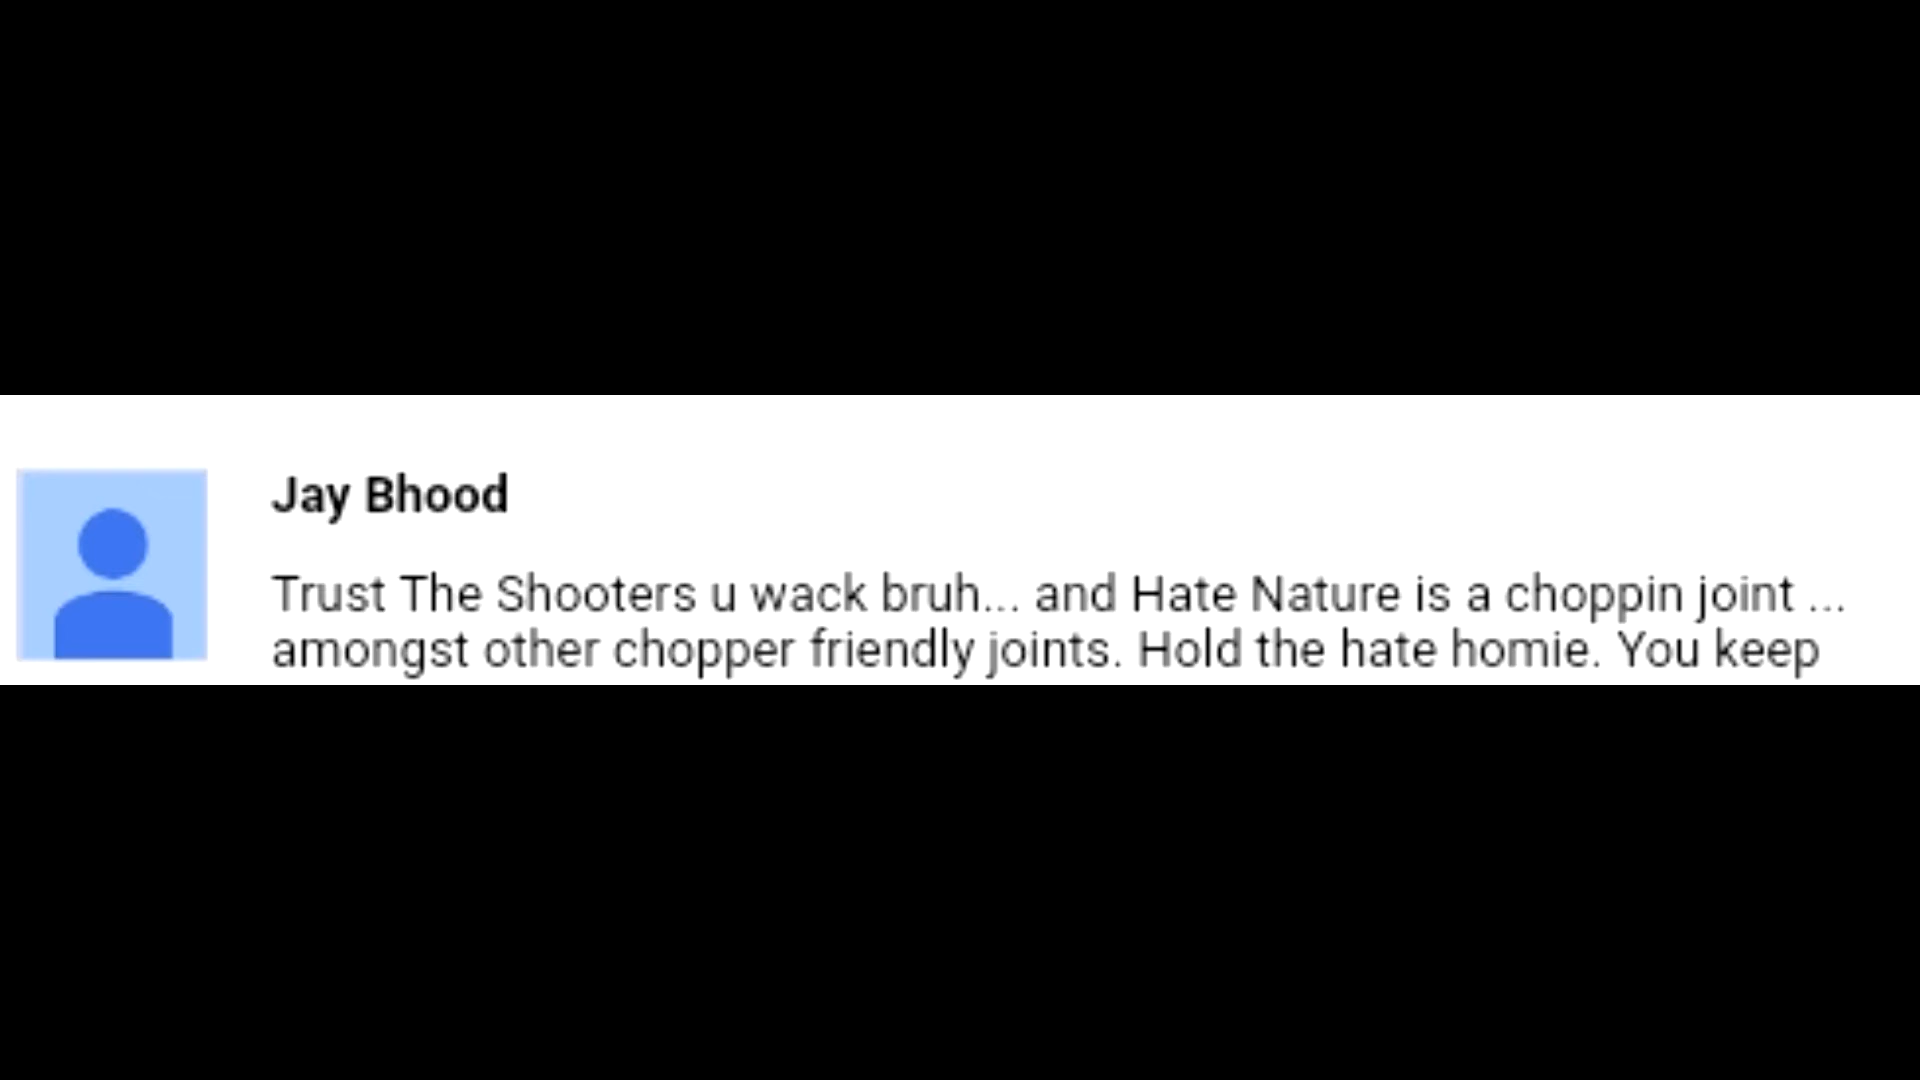 Jay Bhood
Trust The Shooters u wack bruh... and Hate Nature is a choppin joint ...
amongst other chopper friendly joints. Hold the hate homie. You keep